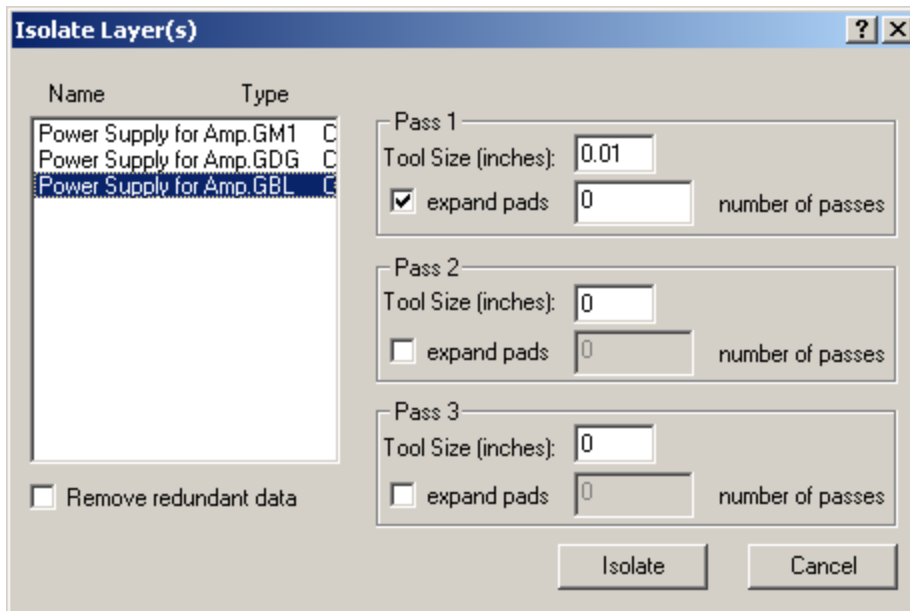 Isolate Layer(s)
Name Type
Power Supply for Amp.GM1 C
Power Supply for Amp.GDG C
Power Supply for Amp.GBL C
Remove redundant data
Pass 1
Tool Size (inches): 0.01
expand pads 0 number of passes
Pass 2
Tool Size (inches): 0
expand pads 0 number of passes
Pass 3
Tool Size (inches): 0
expand pads 0 number of passes
Isolate Cancel